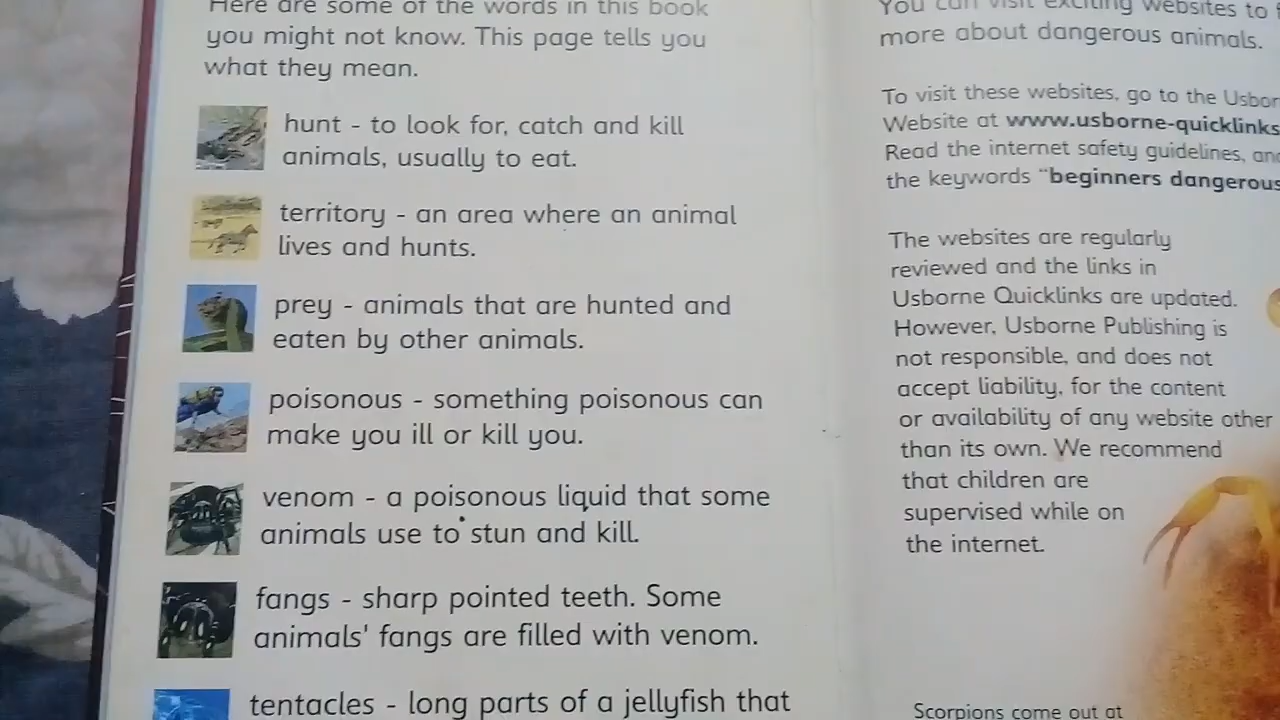 Here are some of the words in this book
you might not know. This page tells you
what they mean.
hunt - to look for, catch and kill
animals, usually to eat.
territory - an area where an animal
lives and hunts.
prey - animals that are hunted and
eaten by other animals.
poisonous - something poisonous can
make you ill or kill you.
venom - a poisonous liquid that some
animals use to stun and kill.
fangs - sharp pointed teeth. Some
animals' fangs are filled with venom.
tentacles - long parts of a jellyfish that
You can visit exciting websites to
more about dangerous animals.
To visit these websites, go to the Usbor
Website at www.usborne-quicklinks
Read the internet safety guidelines, and
the keywords "beginners dangerous
The websites are regularly
reviewed and the links in
Usborne Quicklinks are updated.
However, Usborne Publishing is
not responsible, and does not
accept liability, for the content
or availability of any website other
than its own. We recommend
that children are
supervised while on
the internet.
Scorpions come out at